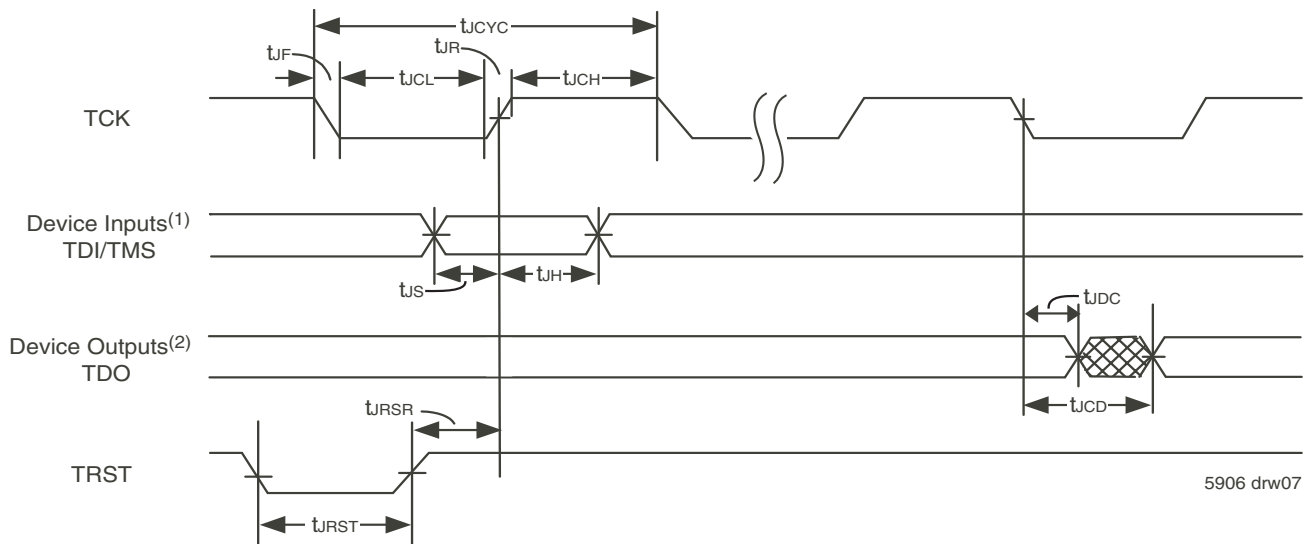 tJCYC
tJF
tJR
tJCL
tJCH
TCK
Device Inputs(1)
TDI/TMS
tJS
tJH
tJDC
Device Outputs(2)
TDO
tJCD
tJRSR
TRST
5906 drw07
tJRST